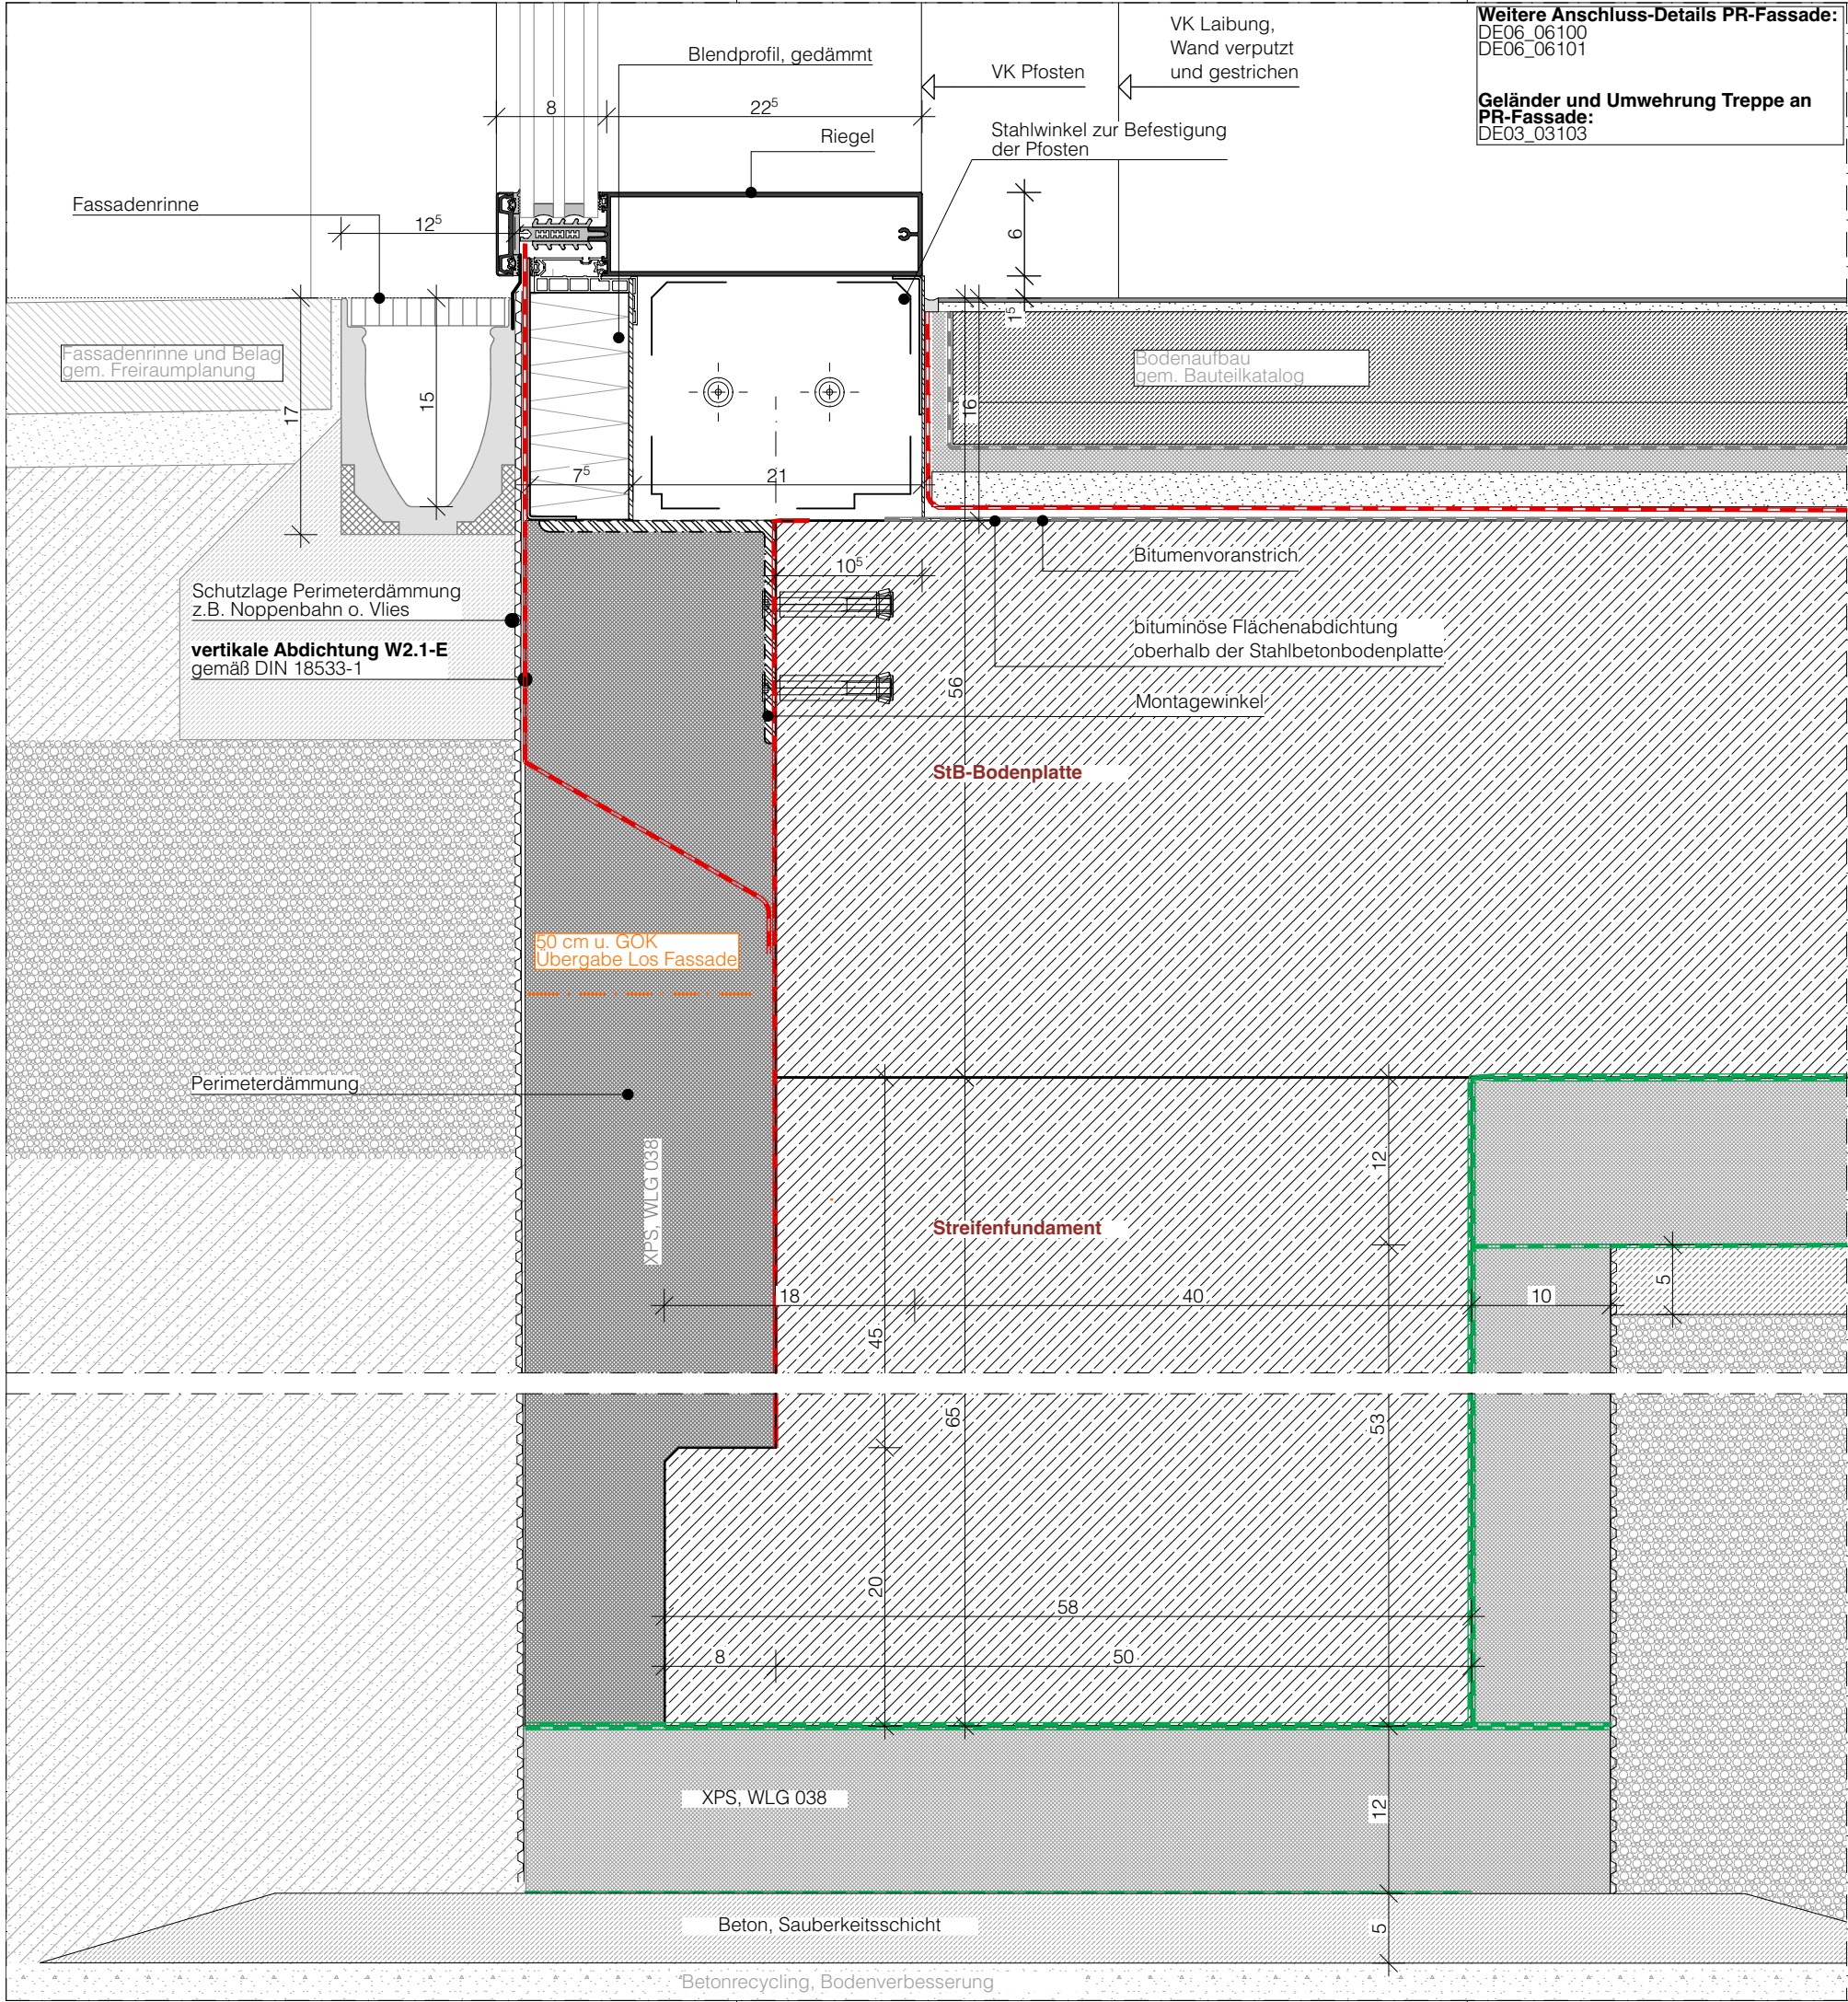 Weitere Anschluss-Details PR-Fassade:
DE06_06100
DE06_06101
Geländer und Umwehrung Treppe an
PR-Fassade:
DE03_03103
VK Laibung,
Wand verputzt
und gestrichen
VK Pfosten
Blendprofil, gedämmt
8
22⁵
Riegel
Stahlwinkel zur Befestigung
der Pfosten
Fassadenrinne
12⁵
6
1⁵
Fassadenrinne und Belag
gem. Freiraumplanung
Bodenaufbau
gem. Bauteilkatalog
17
15
16
7⁵
21
Bitumenvoranstrich
10⁵
Schutzlage Perimeterdämmung
z.B. Noppenbahn o. Vlies
vertikale Abdichtung W2.1-E
gemäß DIN 18533-1
bituminöse Flächenabdichtung
oberhalb der Stahlbetonbodenplatte
56
Montagewinkel
StB-Bodenplatte
50 cm u. GOK
Übergabe Los Fassade
Perimeterdämmung
XPS, WLG 038
12
Streifenfundament
5
18
40
10
45
65
53
20
58
8
50
XPS, WLG 038
12
Beton, Sauberkeitsschicht
5
Betonrecycling, Bodenverbesserung